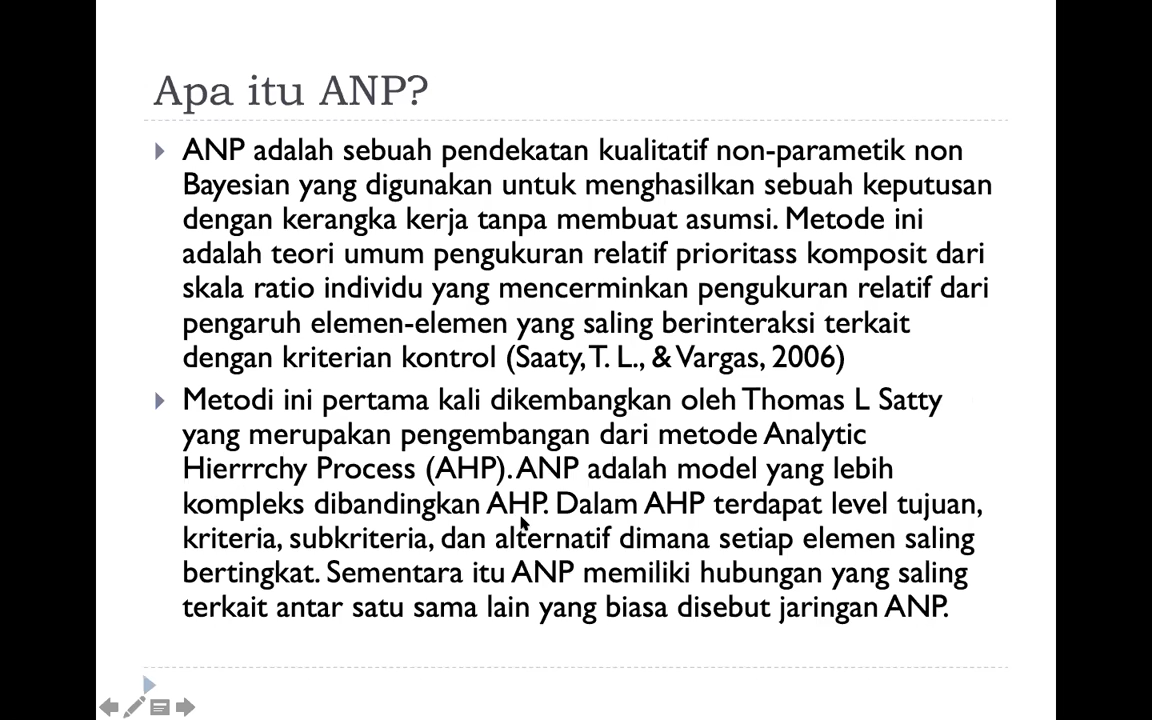 Apa itu ANP?
ANP adalah sebuah pendekatan kualitatif non-parametik non
Bayesian yang digunakan untuk menghasilkan sebuah keputusan
dengan kerangka kerja tanpa membuat asumsi. Metode ini
adalah teori umum pengukuran relatif prioritass komposit dari
skala ratio individu yang mencerminkan pengukuran relatif dari
pengaruh elemen-elemen yang saling berinteraksi terkait
dengan kriterian kontrol (Saaty, T. L., & Vargas, 2006)
Metodi ini pertama kali dikembangkan oleh Thomas L Satty
yang merupakan pengembangan dari metode Analytic
Hierrrchy Process (AHP). ANP adalah model yang lebih
kompleks dibandingkan AHP. Dalam AHP terdapat level tujuan,
kriteria, subkriteria, dan alternatif dimana setiap elemen saling
bertingkat. Sementara itu ANP memiliki hubungan yang saling
terkait antar satu sama lain yang biasa disebut jaringan ANP.